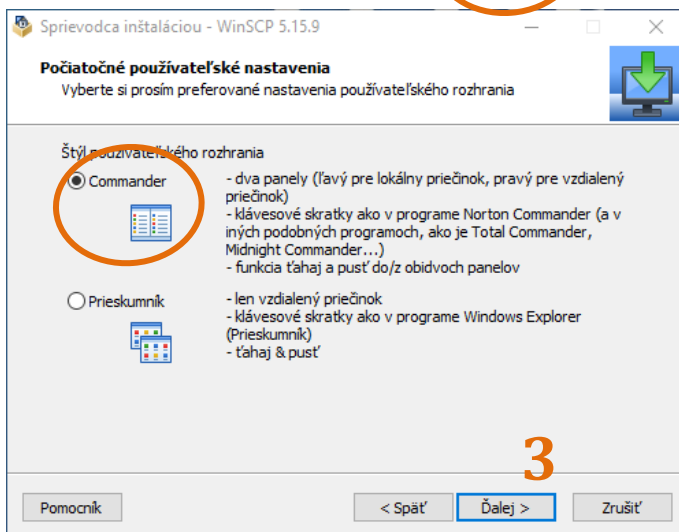 Sprievodca inštaláciou - WinSCP 5.15.9
Počiatočné používateľské nastavenia
Vyberte si prosím preferované nastavenia používateľského rozhrania
Štýl používateľského rozhrania
Commander
- dva panely (ľavý pre lokálny priečinok, pravý pre vzdialený
priečinok)
- klávesové skratky ako v programe Norton Commander (a v
iných podobných programoch, ako je Total Commander,
Midnight Commander...)
- funkcia ťahaj a pusť do/z obidvoch panelov
Prieskumník
- len vzdialený priečinok
- klávesové skratky ako v programe Windows Explorer
(Prieskumník)
- ťahaj & pusť
3
Pomocník
< Späť
Ďalej >
Zrušiť